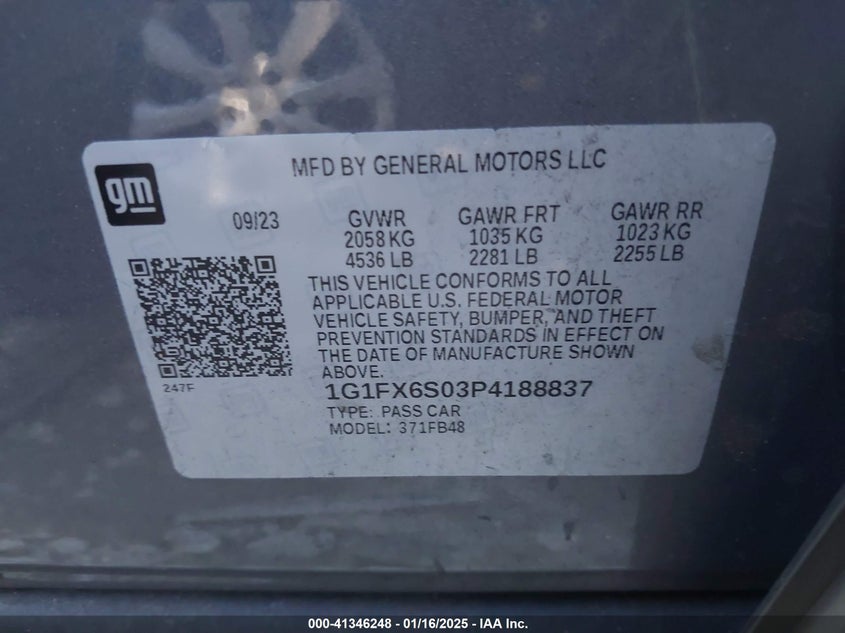 gm
MFD BY GENERAL MOTORS LLC
09/23 GVWR GAWR FRT GAWR RR
2058 KG 1035 KG 1023 KG
4536 LB 2281 LB 2255 LB
THIS VEHICLE CONFORMS TO ALL
APPLICABLE U.S. FEDERAL MOTOR
VEHICLE SAFETY, BUMPER, AND THEFT
PREVENTION STANDARDS IN EFFECT ON
THE DATE OF MANUFACTURE SHOWN
ABOVE.
247F
1G1FX6S03P4188837
TYPE: PASS CAR
MODEL: 371FB48
000-41346248 - 01/16/2025 - IAA Inc.